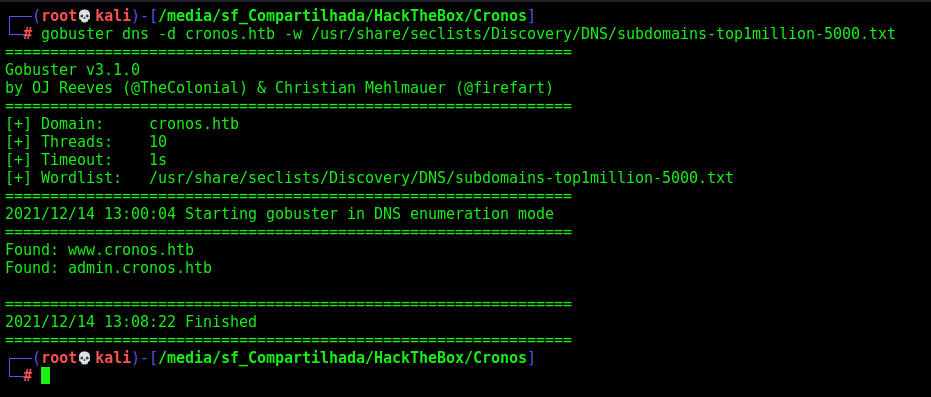 ┌──(root💀kali)-[/media/sf_Compartilhada/HackTheBox/Cronos]
└─# gobuster dns -d cronos.htb -w /usr/share/seclists/Discovery/DNS/subdomains-top1million-5000.txt
===============================================================
Gobuster v3.1.0
by OJ Reeves (@TheColonial) & Christian Mehlmauer (@firefart)
===============================================================
[+] Domain:     cronos.htb
[+] Threads:    10
[+] Timeout:    1s
[+] Wordlist:   /usr/share/seclists/Discovery/DNS/subdomains-top1million-5000.txt
===============================================================
2021/12/14 13:00:04 Starting gobuster in DNS enumeration mode
===============================================================
Found: www.cronos.htb
Found: admin.cronos.htb

===============================================================
2021/12/14 13:08:22 Finished
===============================================================
┌──(root💀kali)-[/media/sf_Compartilhada/HackTheBox/Cronos]
└─#